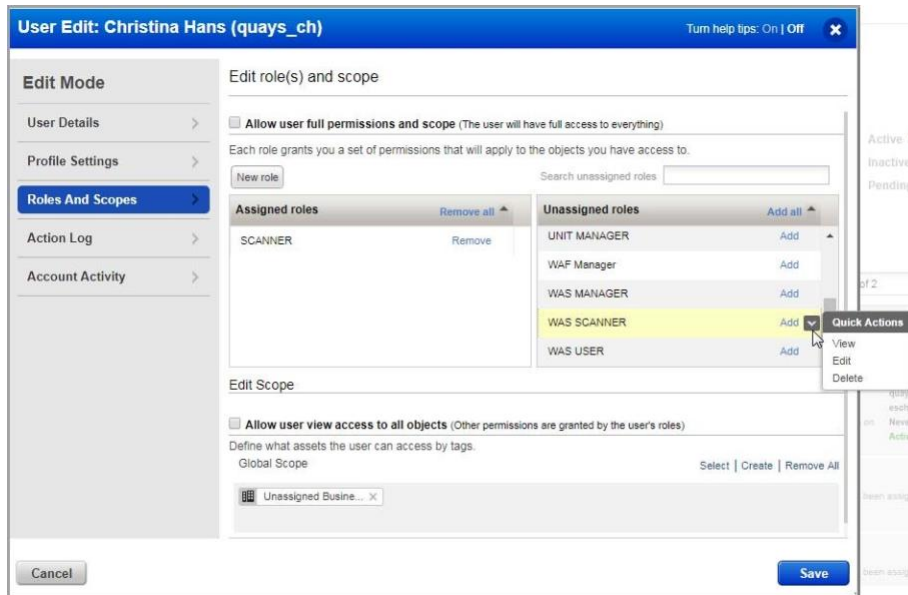 User Edit: Christina Hans (quays_ch)
Turn help tips: On | Off
Edit Mode
User Details
Profile Settings
Roles And Scopes
Action Log
Account Activity
Edit role(s) and scope
Allow user full permissions and scope (The user will have full access to everything)
Each role grants you a set of permissions that will apply to the objects you have access to.
New role
Search unassigned roles
Assigned roles Remove all
SCANNER Remove
Unassigned roles Add all
UNIT MANAGER Add
WAF Manager Add
WAS MANAGER Add
WAS SCANNER Add
WAS USER Add
Quick Actions
View
Edit
Delete
Edit Scope
Allow user view access to all objects (Other permissions are granted by the user's roles)
Define what assets the user can access by tags.
Global Scope
Select | Create | Remove All
Unassigned Busine...
Cancel
Save
Active
Inactive
Pending
of 2
on
been assig
been assig